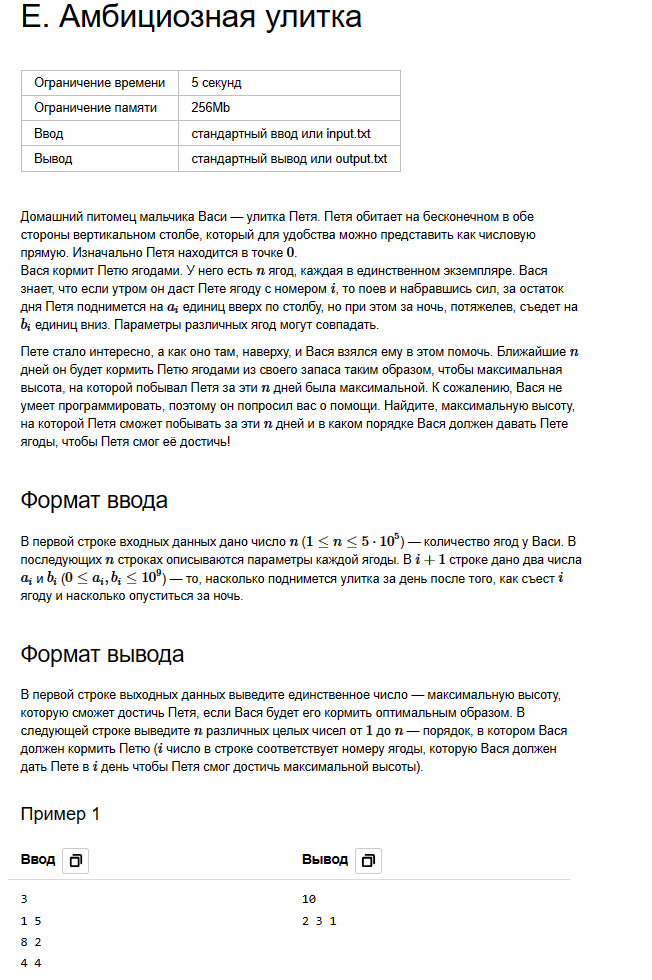 E. Амбициозная улитка
Ограничение времени 5 секунд
Ограничение памяти 256Mb
Ввод стандартный ввод или input.txt
Вывод стандартный вывод или output.txt
Домашний питомец мальчика Васи — улитка Петя. Петя обитает на бесконечном в обе
стороны вертикальном столбе, который для удобства можно представить как числовую
прямую. Изначально Петя находится в точке 0.
Вася кормит Петю ягодами. У него есть n ягод, каждая в единственном экземпляре. Вася
знает, что если утром он даст Пете ягоду с номером i, то поев и набравшись сил, за остаток
дня Петя поднимется на a_i единиц вверх по столбу, но при этом за ночь, потяжелев, съедет на
b_i единиц вниз. Параметры различных ягод могут совпадать.
Пете стало интересно, а как оно там, наверху, и Вася взялся ему в этом помочь. Ближайшие n
дней он будет кормить Петю ягодами из своего запаса таким образом, чтобы максимальная
высота, на которой побывал Петя за эти n дней была максимальной. К сожалению, Вася не
умеет программировать, поэтому он попросил вас о помощи. Найдите, максимальную высоту,
на которой Петя сможет побывать за эти n дней и в каком порядке Вася должен давать Пете
ягоды, чтобы Петя смог её достичь!
Формат ввода
В первой строке входных данных дано число n (1 ≤ n ≤ 5 · 10^5) — количество ягод у Васи. В
последующих n строках описываются параметры каждой ягоды. В i + 1 строке дано два числа
a_i и b_i (0 ≤ a_i, b_i ≤ 10^9) — то, насколько поднимется улитка за день после того, как съест i
ягоду и насколько опуститься за ночь.
Формат вывода
В первой строке выходных данных выведите единственное число — максимальную высоту,
которую сможет достичь Петя, если Вася будет его кормить оптимальным образом. В
следующей строке выведите n различных целых чисел от 1 до n — порядок, в котором Вася
должен кормить Петю (i число в строке соответствует номеру ягоды, которую Вася должен
дать Пете в i день чтобы Петя смог достичь максимальной высоты).
Пример 1
Ввод Вывод
3 10
1 5 2 3 1
8 2
4 4